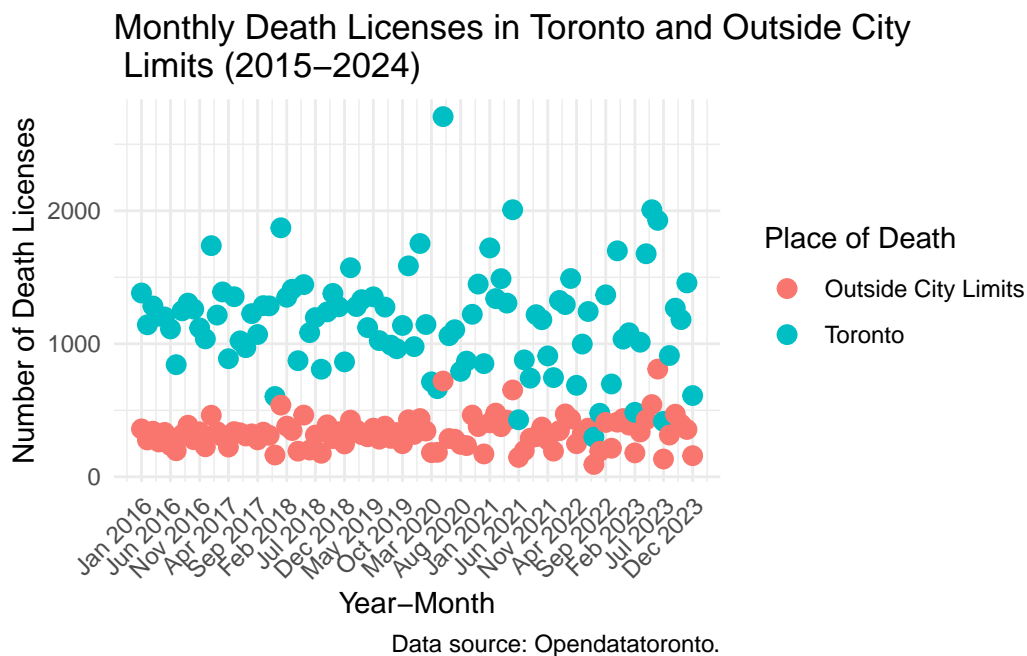 Monthly Death Licenses in Toronto and Outside City
Limits (2015−2024)
Number of Death Licenses
2000
1000
0
Jan 2016
Jun 2016
Nov 2016
Apr 2017
Sep 2017
Feb 2018
Jul 2018
Dec 2018
May 2019
Oct 2019
Mar 2020
Aug 2020
Jan 2021
Jun 2021
Nov 2021
Apr 2022
Sep 2022
Feb 2023
Jul 2023
Dec 2023
Year−Month
Place of Death
Outside City Limits
Toronto
Data source: Opendatatoronto.